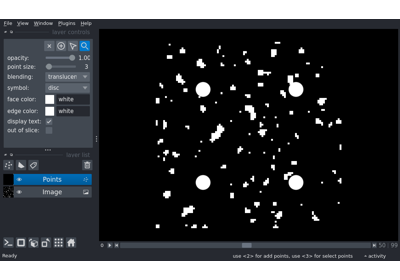 File View Window Plugins Help
layer controls
opacity: 1.00
point size: 3
blending: translucen
symbol: disc
face color: white
edge color: white
display text:
out of slice:
layer list
Points
Image
0 50 99
Ready use <2> for add points, use <3> for select points activity